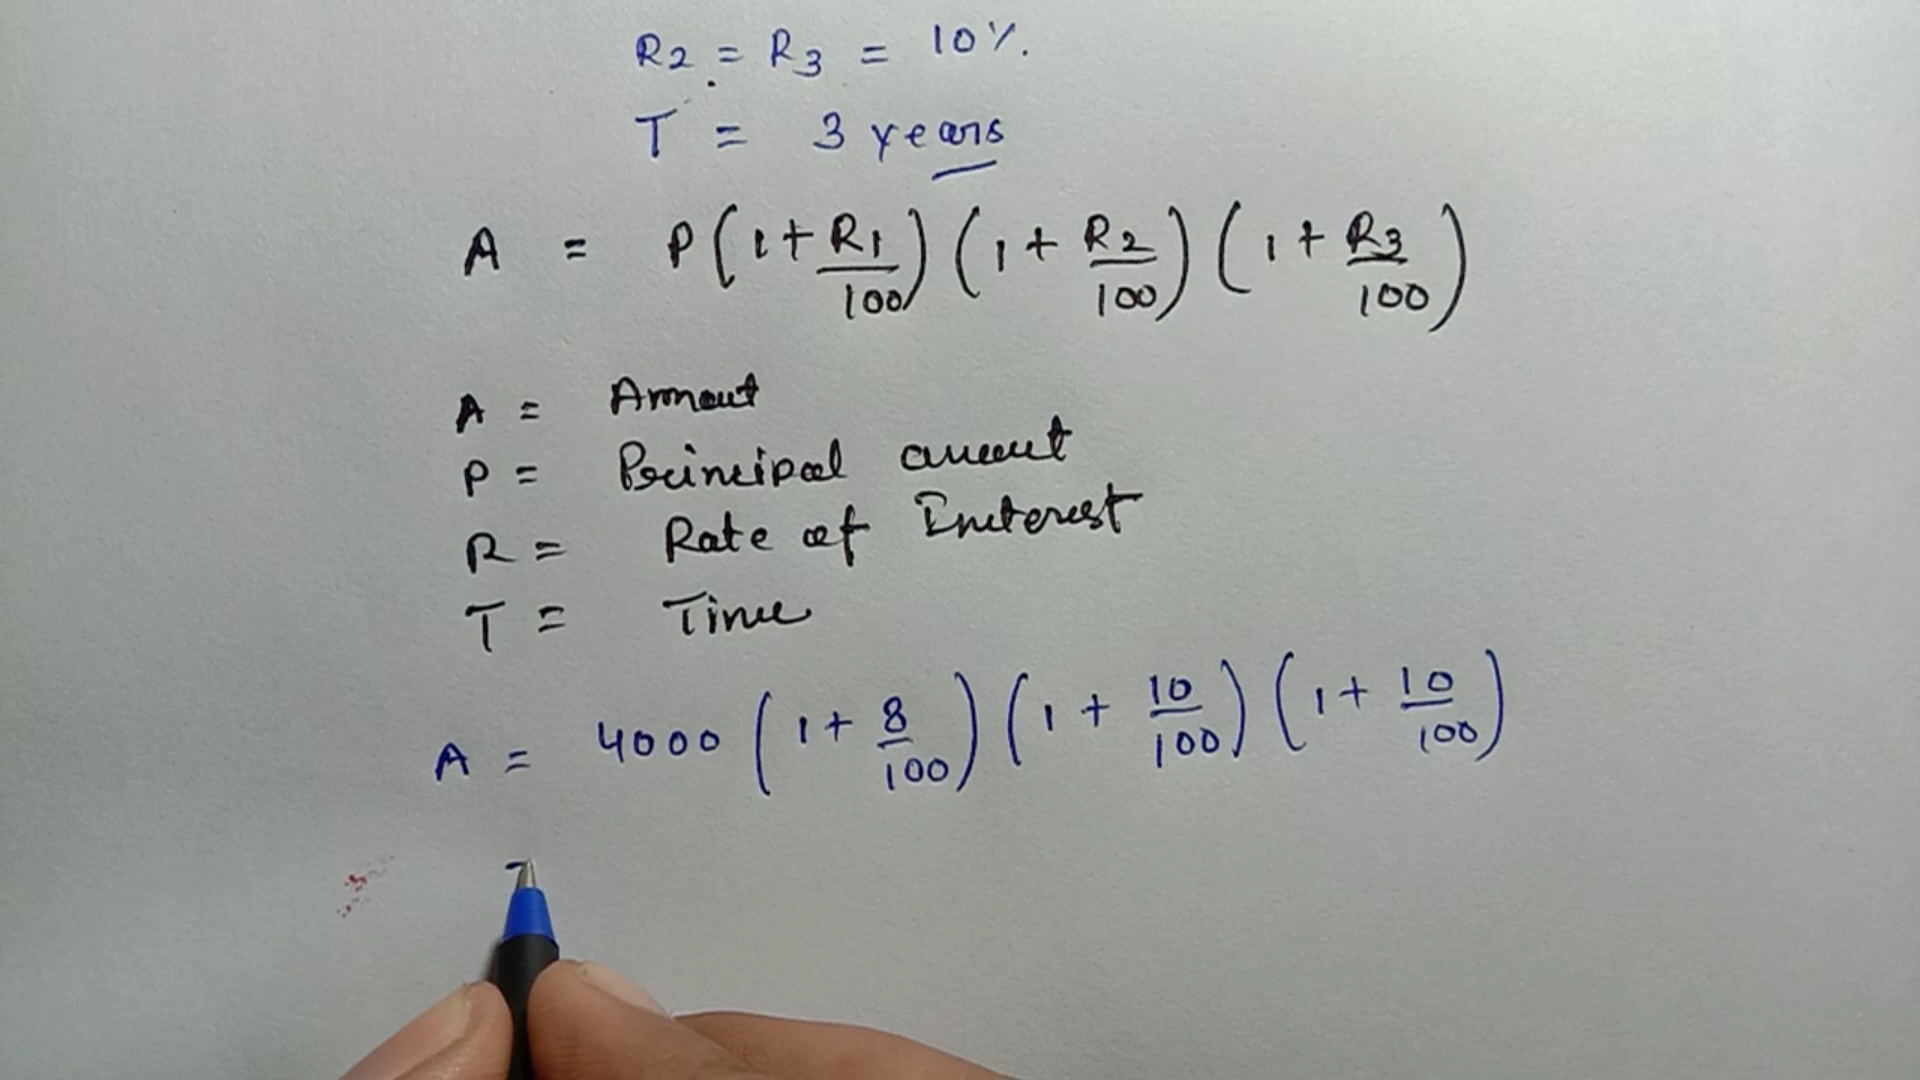 R2 = R3 = 10%.
T = 3 years
A = P(1+R1/100)(1+R2/100)(1+R3/100)
A = Amout
P = Principal amout
R = Rate of Interest
T = Time
A = 4000(1+8/100)(1+10/100)(1+10/100)